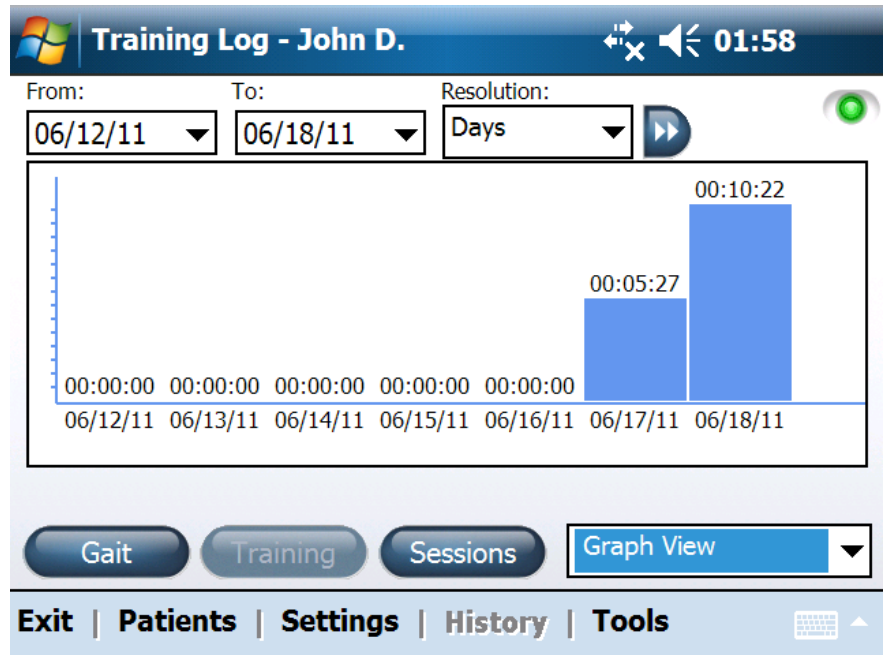 Training Log - John D. 01:58
From: To: Resolution:
06/12/11 06/18/11 Days
00:10:22
00:05:27
00:00:00 00:00:00 00:00:00 00:00:00 00:00:00
06/12/11 06/13/11 06/14/11 06/15/11 06/16/11 06/17/11 06/18/11
Gait Training Sessions Graph View
Exit | Patients | Settings | History | Tools